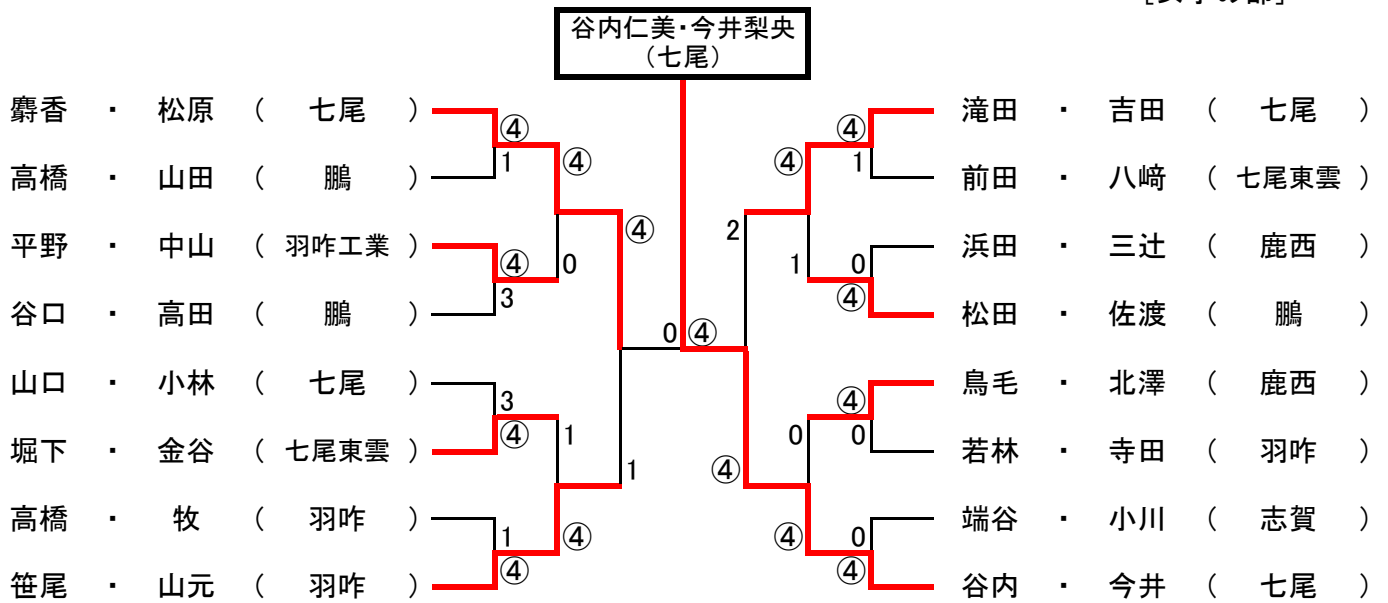 谷内仁美・今井梨央
(七尾)
麝香 ・ 松原 ( 七尾 )
高橋 ・ 山田 ( 鵬 )
平野 ・ 中山 ( 羽咋工業 )
谷口 ・ 高田 ( 鵬 )
山口 ・ 小林 ( 七尾 )
堀下 ・ 金谷 ( 七尾東雲 )
高橋 ・ 牧 ( 羽咋 )
笹尾 ・ 山元 ( 羽咋 )
④
1
④
3
3
④
1
④
④
0
1
④
④
1
0 ④
2
④
④
1
0
④
④
1
0
④
④
0
0
④
滝田 ・ 吉田 ( 七尾 )
前田 ・ 八﨑 ( 七尾東雲 )
浜田 ・ 三辻 ( 鹿西 )
松田 ・ 佐渡 ( 鵬 )
鳥毛 ・ 北澤 ( 鹿西 )
若林 ・ 寺田 ( 羽咋 )
端谷 ・ 小川 ( 志賀 )
谷内 ・ 今井 ( 七尾 )